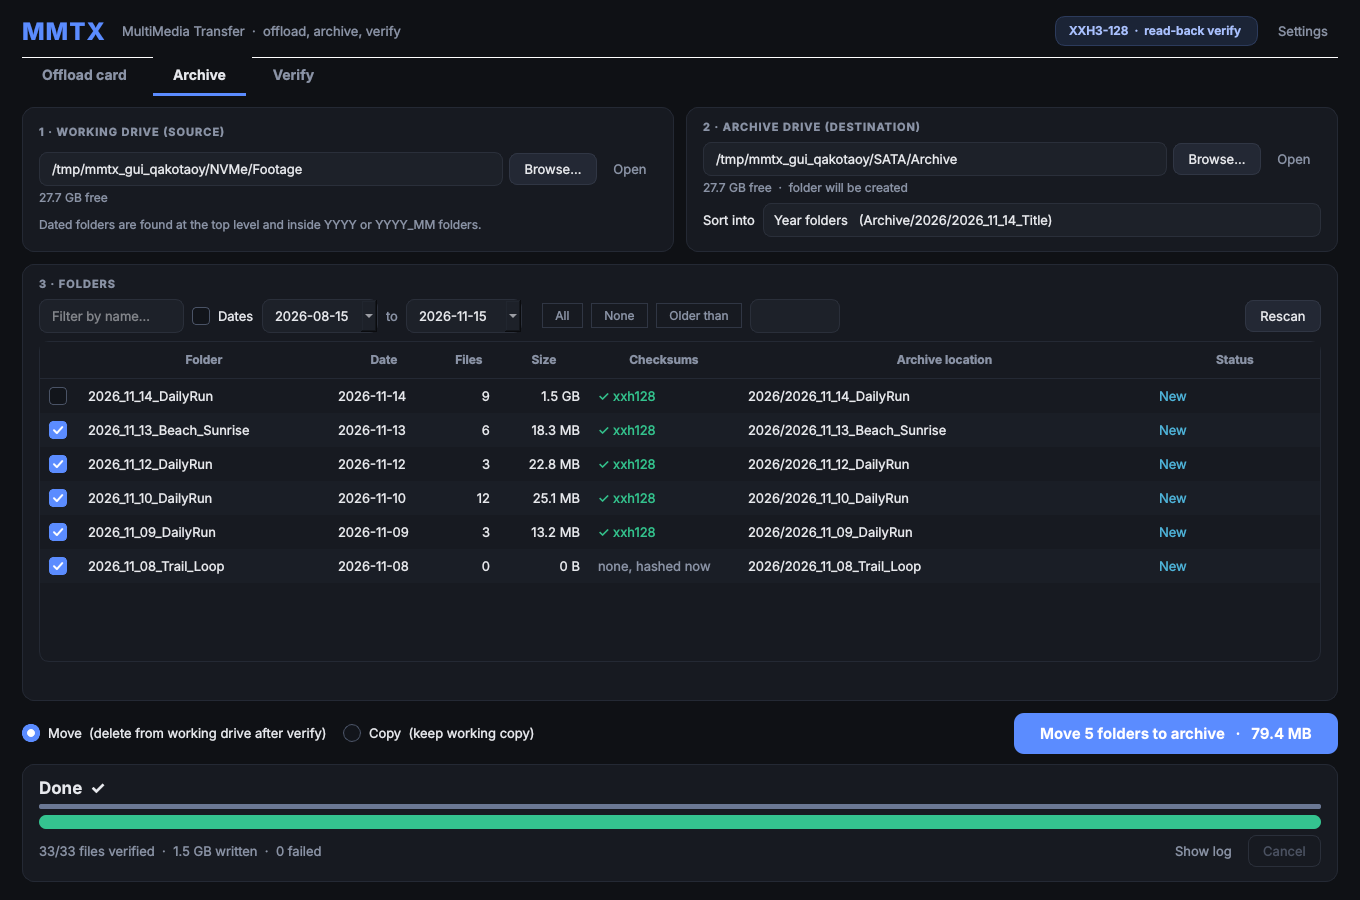 MMTX MultiMedia Transfer · offload, archive, verify XXH3-128 · read-back verify Settings
Offload card Archive Verify
1 · WORKING DRIVE (SOURCE)
/tmp/mmtx_gui_qakotaoy/NVMe/Footage Browse... Open
27.7 GB free
Dated folders are found at the top level and inside YYYY or YYYY_MM folders.
2 · ARCHIVE DRIVE (DESTINATION)
/tmp/mmtx_gui_qakotaoy/SATA/Archive Browse... Open
27.7 GB free · folder will be created
Sort into Year folders (Archive/2026/2026_11_14_Title)
3 · FOLDERS
Filter by name... Dates 2026-08-15 to 2026-11-15 All None Older than Rescan
Folder Date Files Size Checksums Archive location Status
2026_11_14_DailyRun 2026-11-14 9 1.5 GB ✓ xxh128 2026/2026_11_14_DailyRun New
2026_11_13_Beach_Sunrise 2026-11-13 6 18.3 MB ✓ xxh128 2026/2026_11_13_Beach_Sunrise New
2026_11_12_DailyRun 2026-11-12 3 22.8 MB ✓ xxh128 2026/2026_11_12_DailyRun New
2026_11_10_DailyRun 2026-11-10 12 25.1 MB ✓ xxh128 2026/2026_11_10_DailyRun New
2026_11_09_DailyRun 2026-11-09 3 13.2 MB ✓ xxh128 2026/2026_11_09_DailyRun New
2026_11_08_Trail_Loop 2026-11-08 0 0 B none, hashed now 2026/2026_11_08_Trail_Loop New
Move (delete from working drive after verify) Copy (keep working copy) Move 5 folders to archive · 79.4 MB
Done ✓
33/33 files verified · 1.5 GB written · 0 failed Show log Cancel